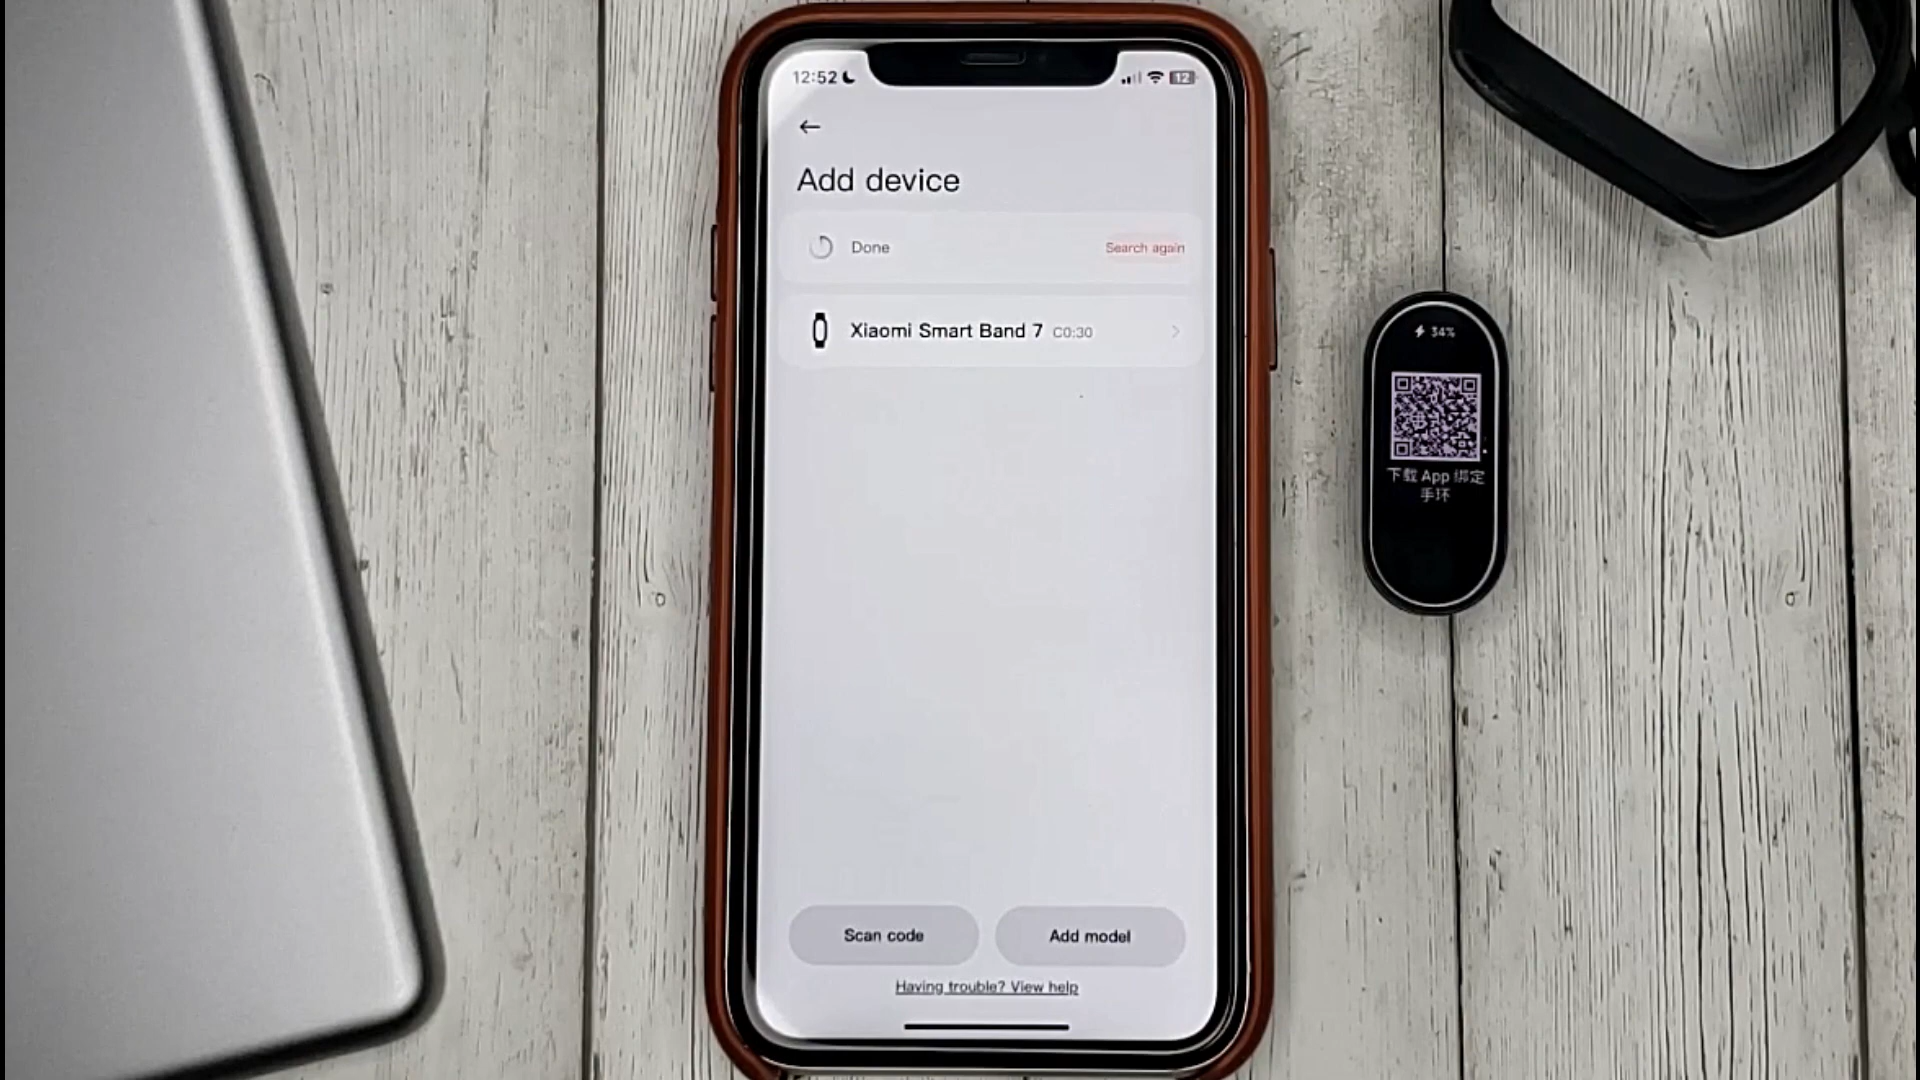 12:52
12
Add device
Done
Search again
Xiaomi Smart Band 7 C0:30
Scan code
Add model
Having trouble? View help
34%
下载 App 绑定
手环